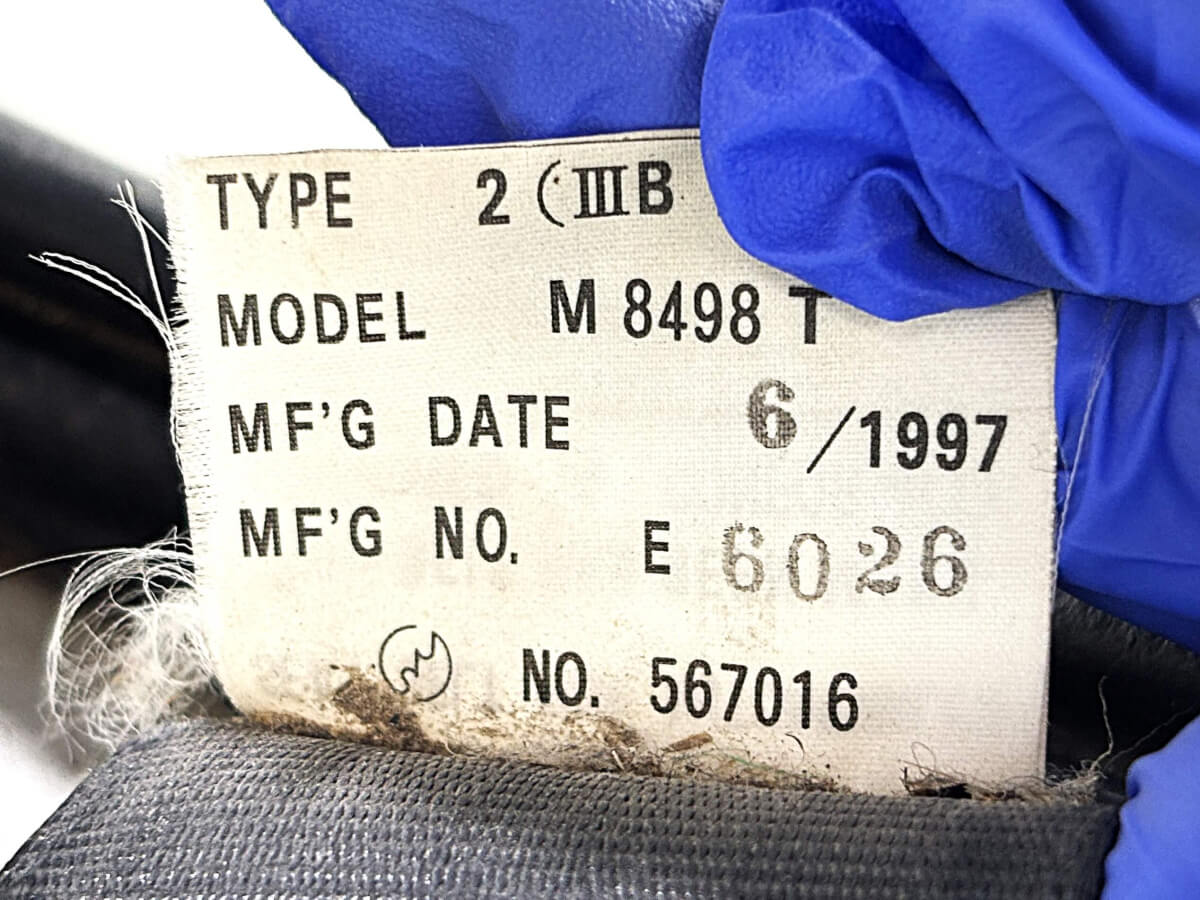 TYPE 2 (ⅢB
MODEL M 8498 T
MF'G DATE 6/1997
MF'G NO. E 6026
NO. 567016